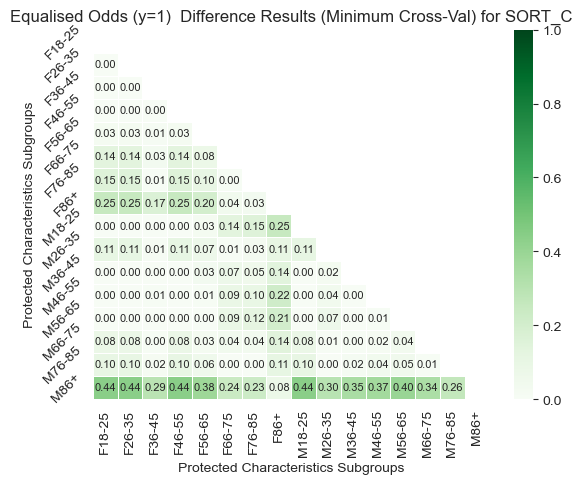 Equalised Odds (y=1)  Difference Results (Minimum Cross-Val) for SORT_C
Protected Characteristics Subgroups
F18-25
F26-35 0.00
F36-45 0.00 0.00
F46-55 0.00 0.00 0.00
F56-65 0.03 0.03 0.01 0.03
F66-75 0.14 0.14 0.03 0.14 0.08
F76-85 0.15 0.15 0.01 0.15 0.10 0.00
F86+ 0.25 0.25 0.17 0.25 0.20 0.04 0.03
M18-25 0.00 0.00 0.00 0.00 0.03 0.14 0.15 0.25
M26-35 0.11 0.11 0.01 0.11 0.07 0.01 0.03 0.11 0.11
M36-45 0.00 0.00 0.00 0.00 0.03 0.07 0.05 0.14 0.00 0.02
M46-55 0.00 0.00 0.01 0.00 0.01 0.09 0.10 0.22 0.00 0.04 0.00
M56-65 0.00 0.00 0.00 0.00 0.00 0.09 0.12 0.21 0.00 0.07 0.00 0.01
M66-75 0.08 0.08 0.00 0.08 0.03 0.04 0.04 0.14 0.08 0.01 0.00 0.02 0.04
M76-85 0.10 0.10 0.02 0.10 0.06 0.00 0.00 0.11 0.10 0.00 0.02 0.04 0.05 0.01
M86+ 0.44 0.44 0.29 0.44 0.38 0.24 0.23 0.08 0.44 0.30 0.35 0.37 0.40 0.34 0.26
F18-25 F26-35 F36-45 F46-55 F56-65 F66-75 F76-85 F86+ M18-25 M26-35 M36-45 M46-55 M56-65 M66-75 M76-85 M86+
Protected Characteristics Subgroups
1.0
0.8
0.6
0.4
0.2
0.0